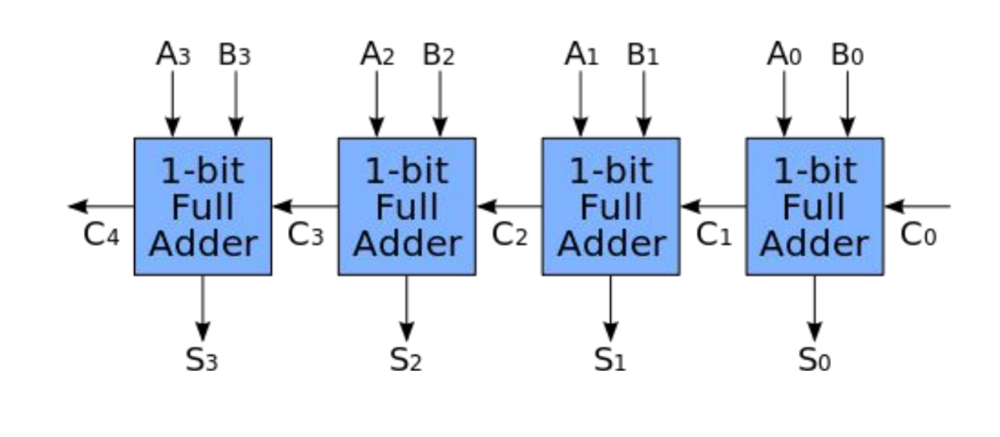 A3 B3 A2 B2 A1 B1 A0 B0
1-bit Full Adder
1-bit Full Adder
1-bit Full Adder
1-bit Full Adder
C4 C3 C2 C1 C0
S3 S2 S1 S0